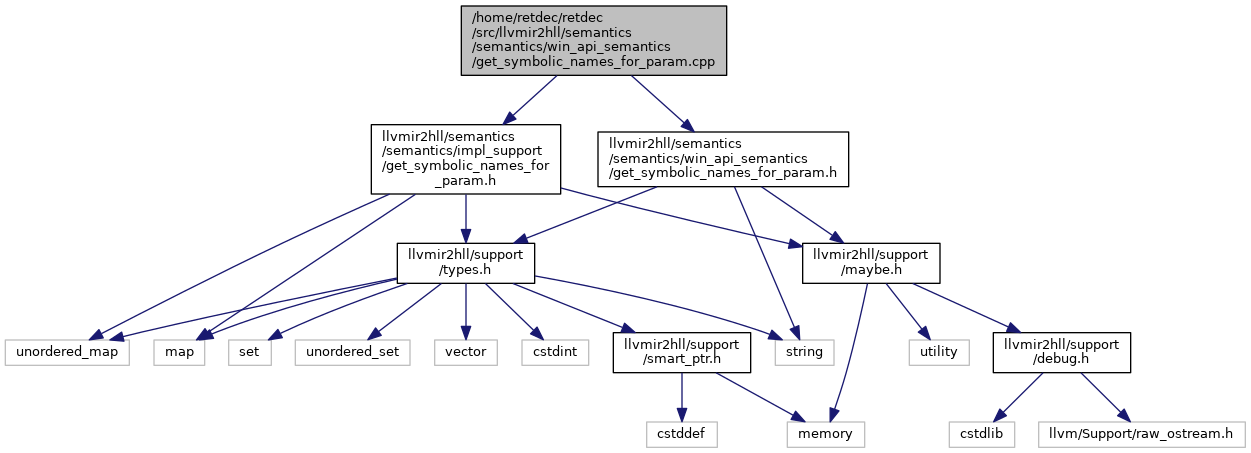 /home/retdec/retdec
/src/llvmir2hll/semantics
/semantics/win_api_semantics
/get_symbolic_names_for_param.cpp
llvmir2hll/semantics
/semantics/impl_support
/get_symbolic_names_for
_param.h
llvmir2hll/semantics
/semantics/win_api_semantics
/get_symbolic_names_for_param.h
llvmir2hll/support
/types.h
llvmir2hll/support
/maybe.h
unordered_map
map
set
unordered_set
vector
cstdint
llvmir2hll/support
/smart_ptr.h
string
utility
llvmir2hll/support
/debug.h
cstddef
memory
cstdlib
llvm/Support/raw_ostream.h